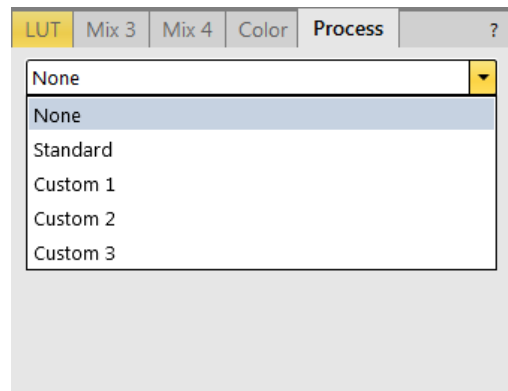 LUT Mix 3 Mix 4 Color Process ?
None
None
Standard
Custom 1
Custom 2
Custom 3